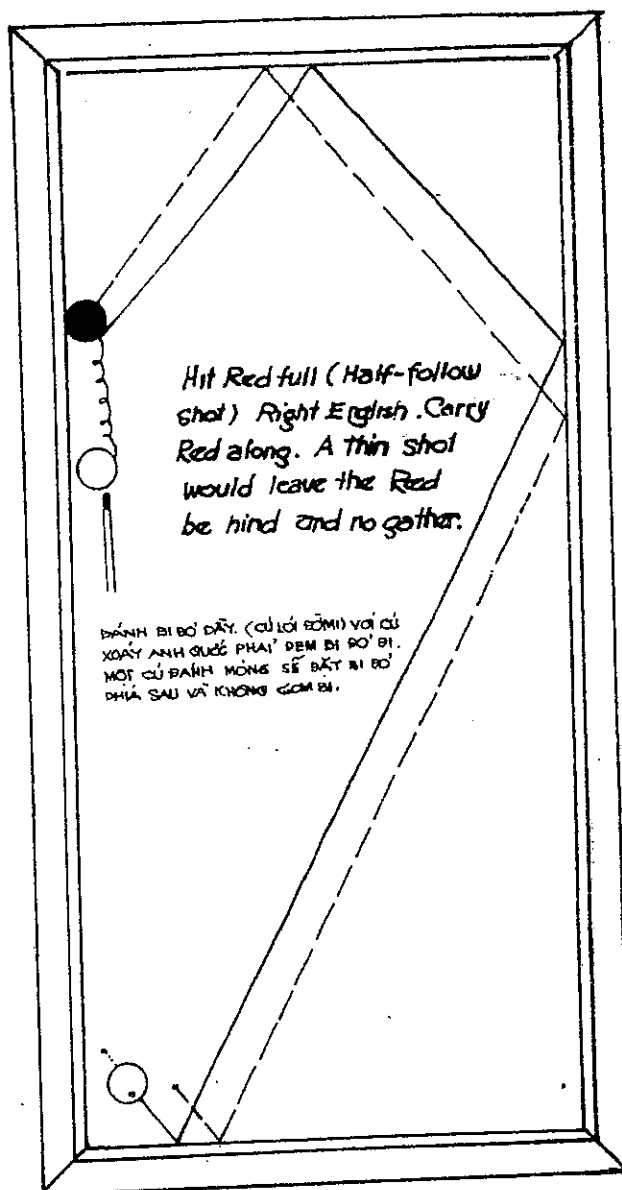 Hit Red full (Half-follow
shot) Right English. Carry
Red along. A thin shot
would leave the Red
be hind and no gather.
ĐÁNH BI ĐỎ DẦY. (CÚ LÒI ĐÔMI) VỚI CÚ
XOÁY ANH QUỐC PHẢI ĐEM BI ĐỎ ĐI.
MỘT CÚ ĐÁNH MỎNG SẼ ĐẨY BI ĐỎ
PHÍA SAU VÀ KHÔNG GOM BI.